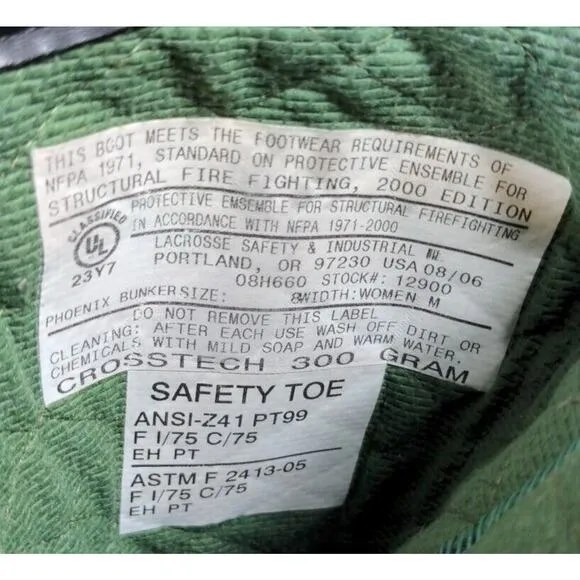 THIS BOOT MEETS THE FOOTWEAR REQUIREMENTS OF
NFPA 1971, STANDARD ON PROTECTIVE ENSEMBLE FOR
STRUCTURAL FIRE FIGHTING, 2000 EDITION
CLASSIFIED
UL
23Y7
PROTECTIVE EMSEMBLE FOR STRUCTURAL FIREFIGHTING
IN ACCORDANCE WITH NFPA 1971-2000
LACROSSE SAFETY & INDUSTRIAL
PORTLAND, OR 97230 USA 08/06
08H660 STOCK#: 12900
PHOENIX BUNKER SIZE: 8 WIDTH: WOMEN M
DO NOT REMOVE THIS LABEL
CLEANING: AFTER EACH USE WASH OFF DIRT OR
CHEMICALS WITH MILD SOAP AND WARM WATER.
CROSSTECH 300 GRAM
SAFETY TOE
ANSI-Z41 PT99
F I/75 C/75
EH PT
ASTM F 2413-05
F I/75 C/75
EH PT